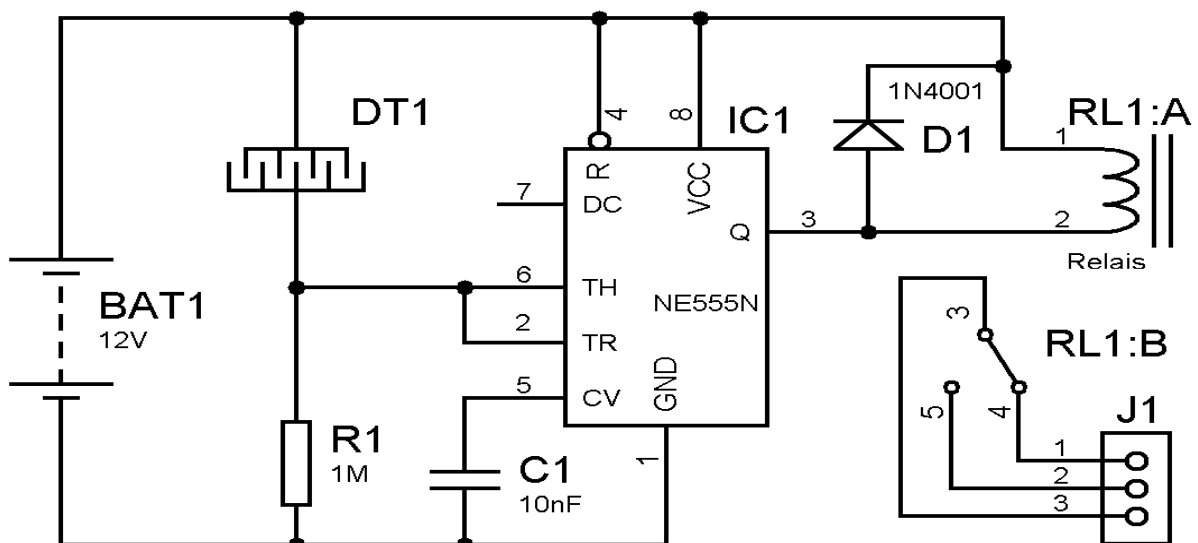 DT1
1N4001
RL1:A
4
8
IC1
D1
1
R
VCC
7
DC
Q
3
2
Relais
6
TH
BAT1
12V
NE555N
2
TR
3
RL1:B
5
CV
GND
5
4
J1
R1
1M
C1
10nF
1
1
2
3